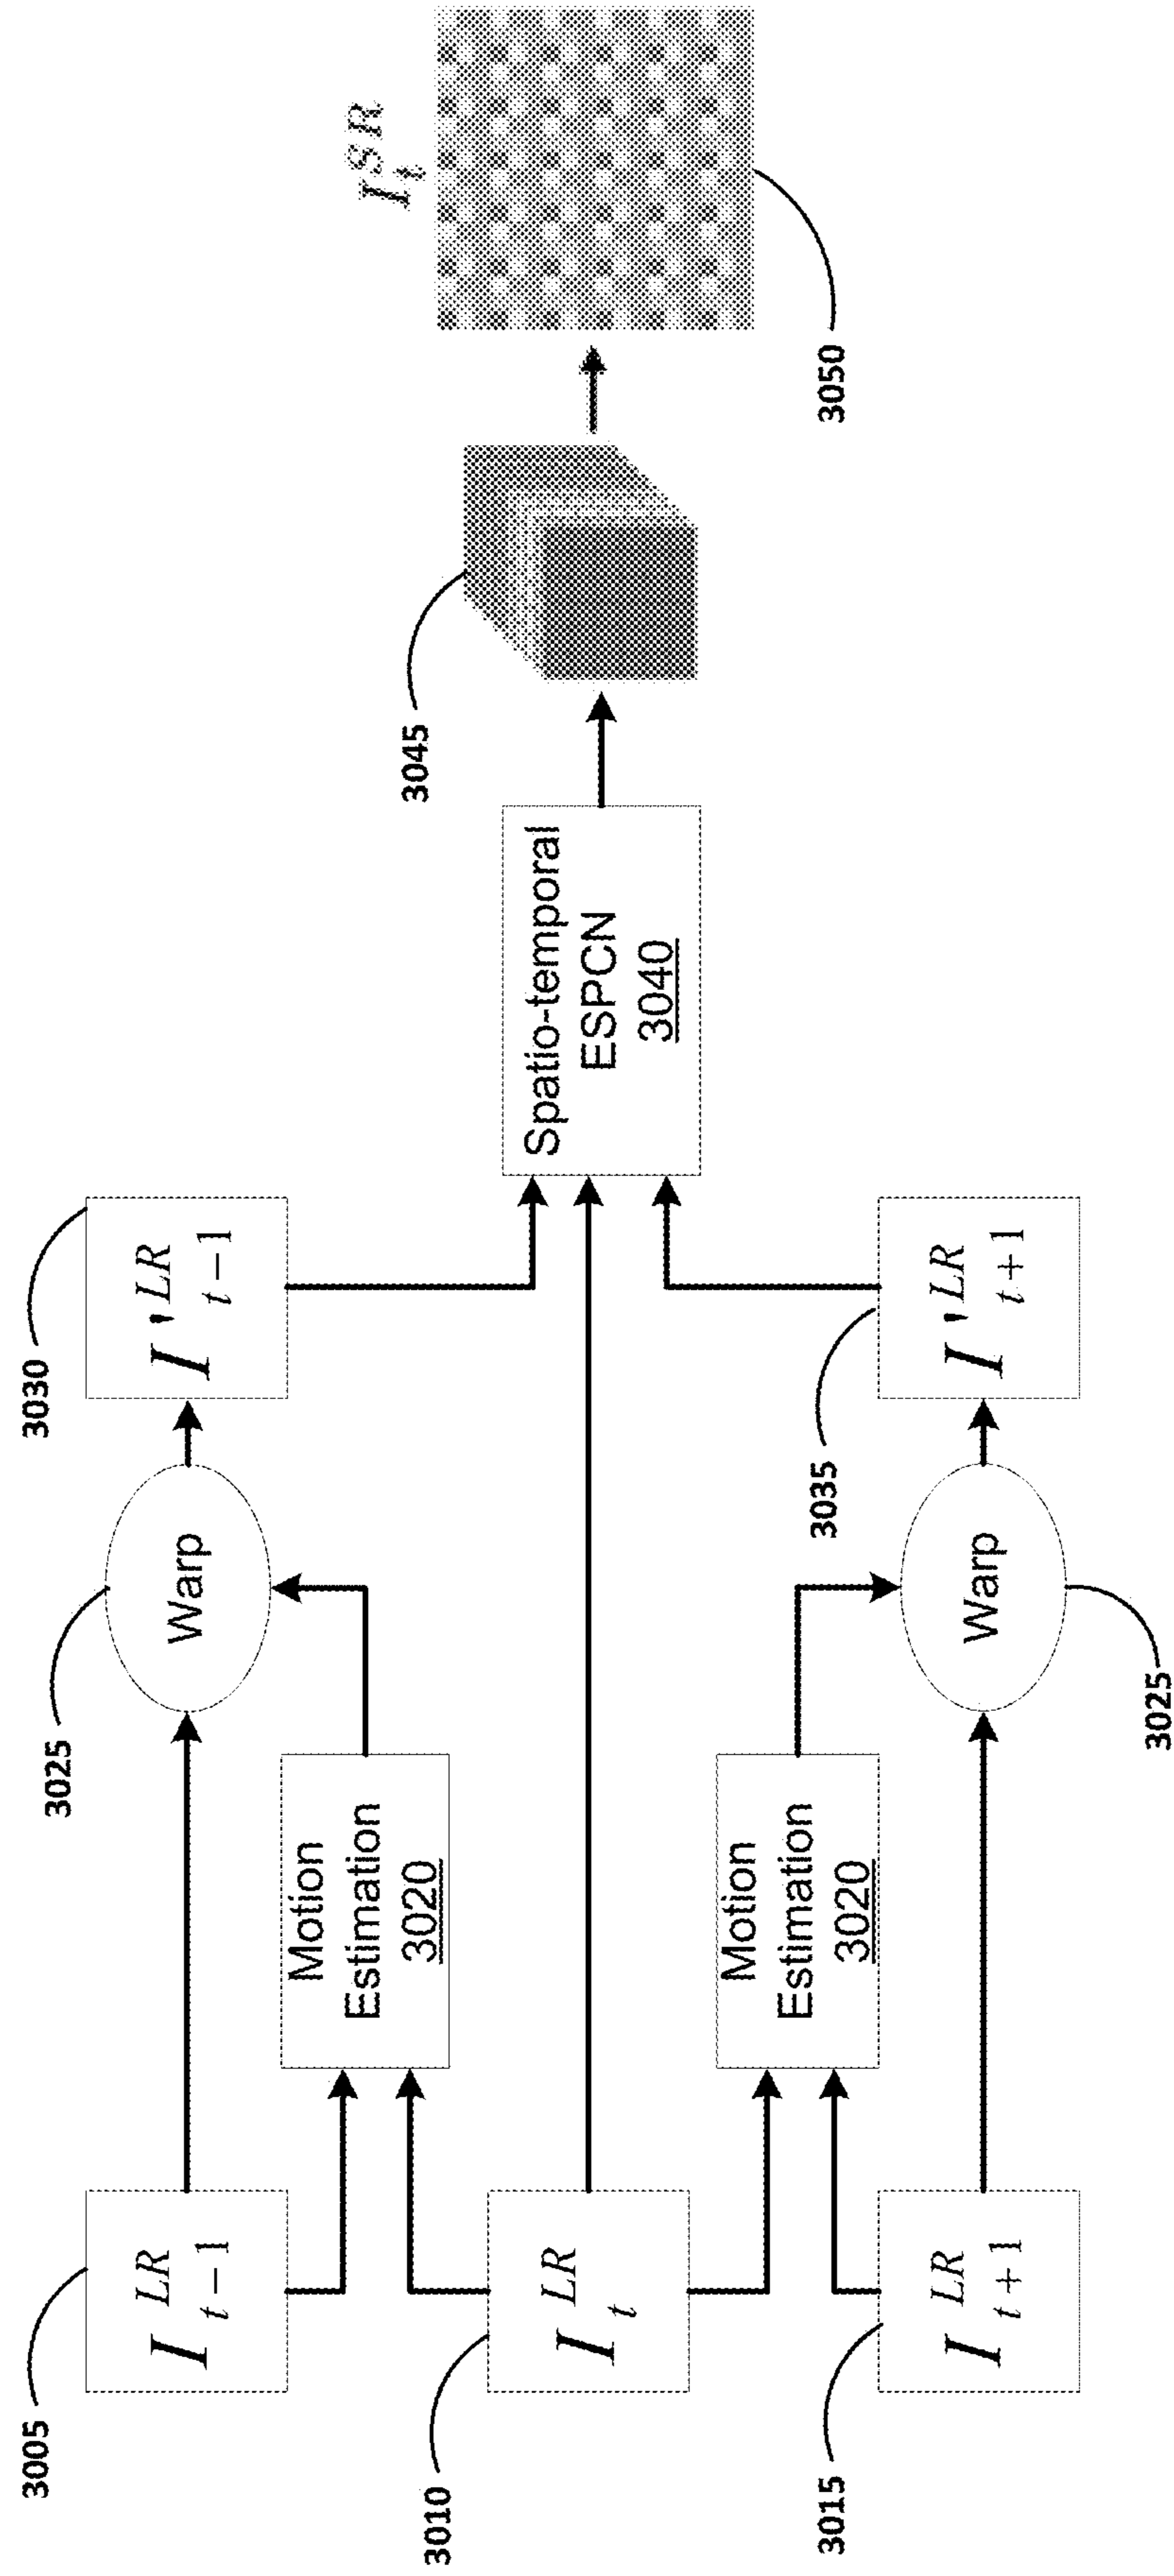 3005
I LR t-1
3010
I LR t
3015
I LR t+1
Motion
Estimation
3020
Motion
Estimation
3020
3025
Warp
Warp
3025
3030
I' LR t-1
3035
I' LR t+1
Spatio-temporal
ESPCN
3040
3045
I SR t
3050